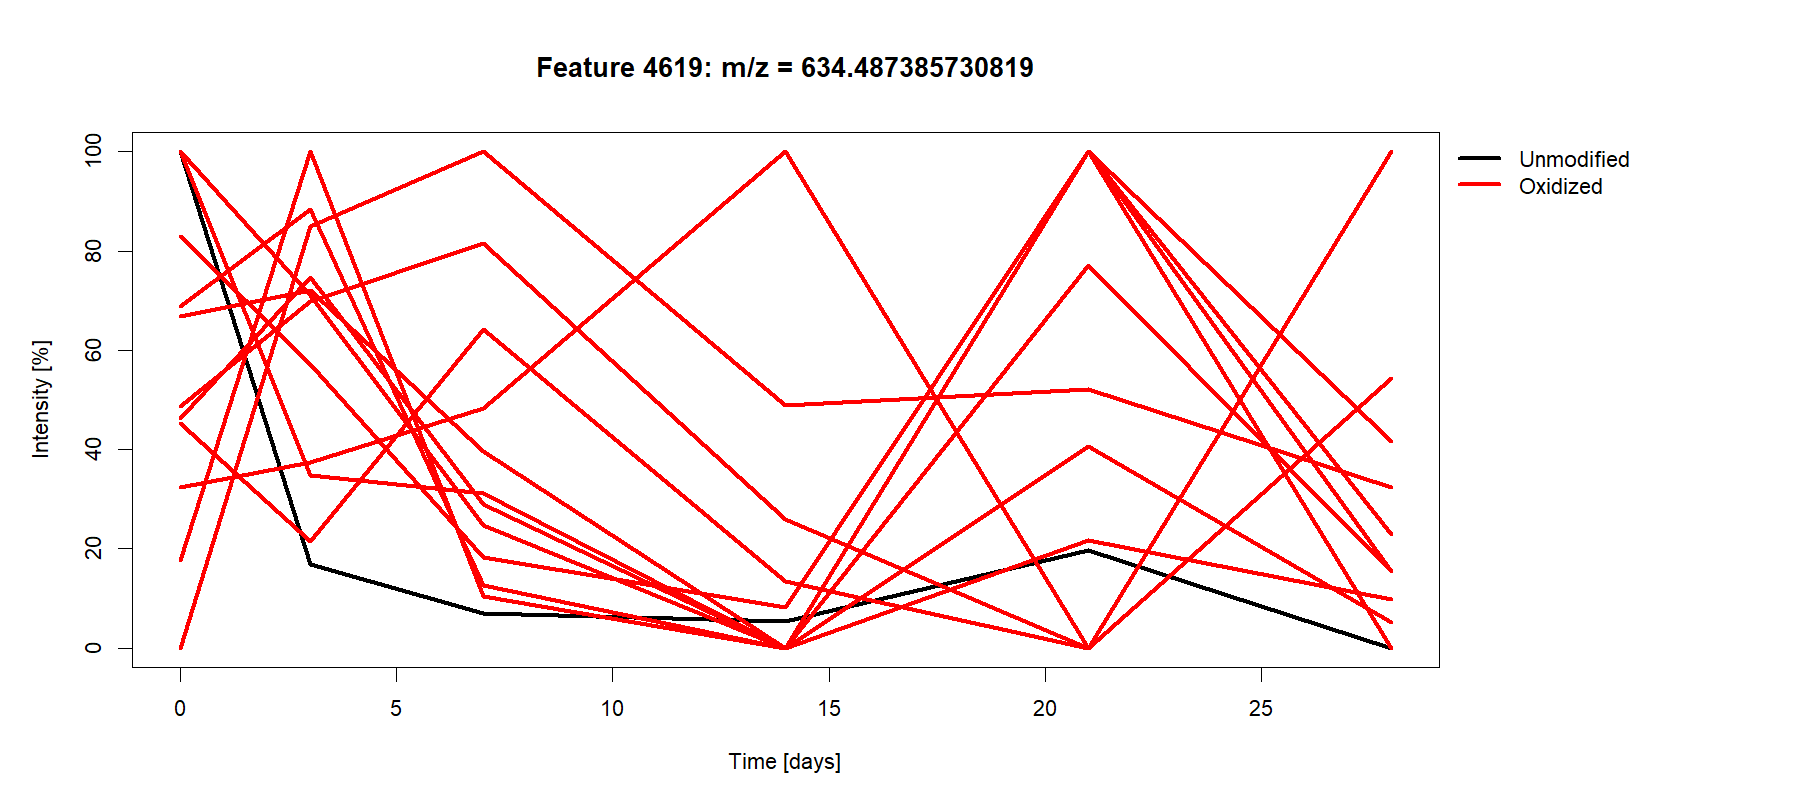 Feature 4619: m/z = 634.487385730819
Unmodified
Oxidized
Intensity [%]
100
80
60
40
20
0
0 5 10 15 20 25
Time [days]